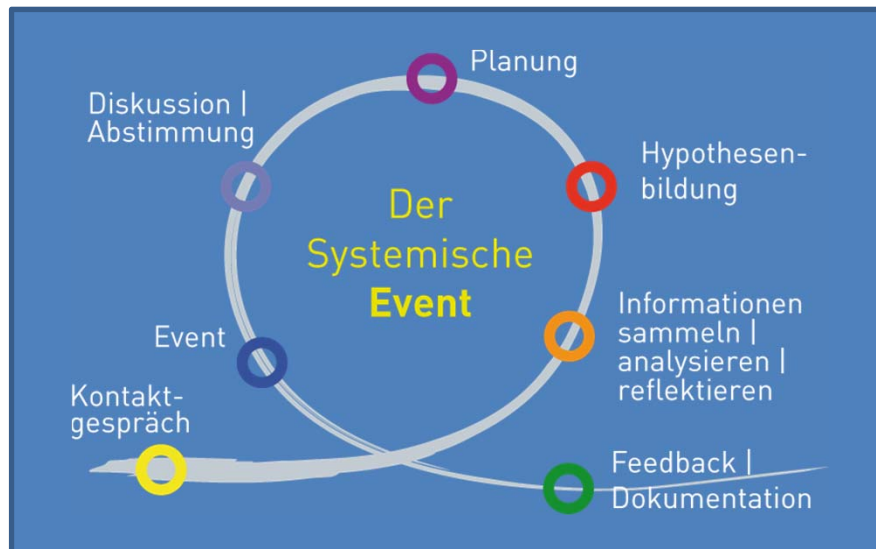 Planung
Diskussion |
Abstimmung
Hypothesen-
bildung
Der
Systemische
Event
Informationen
sammeln |
analysieren |
reflektieren
Event
Kontakt-
gespräch
Feedback |
Dokumentation